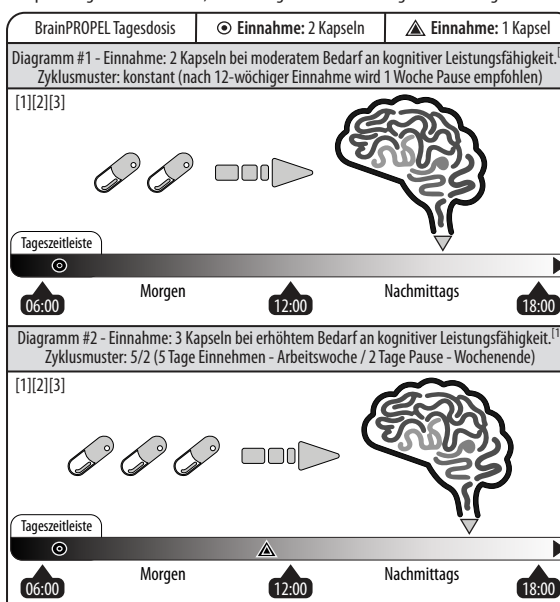 BrainPROPEL Tagesdosis
Einnahme: 2 Kapseln
Einnahme: 1 Kapsel
Diagramm #1 - Einnahme: 2 Kapseln bei moderatem Bedarf an kognitiver Leistungsfähigkeit.
Zyklusmuster: konstant (nach 12-wöchiger Einnahme wird 1 Woche Pause empfohlen)
[1][2][3]
Tageszeitleiste
06:00
Morgen
12:00
Nachmittags
18:00
Diagramm #2 - Einnahme: 3 Kapseln bei erhöhtem Bedarf an kognitiver Leistungsfähigkeit.[1
Zyklusmuster: 5/2 (5 Tage Einnehmen - Arbeitswoche / 2 Tage Pause - Wochenende)
[1][2][3]
Tageszeitleiste
06:00
Morgen
12:00
Nachmittags
18:00